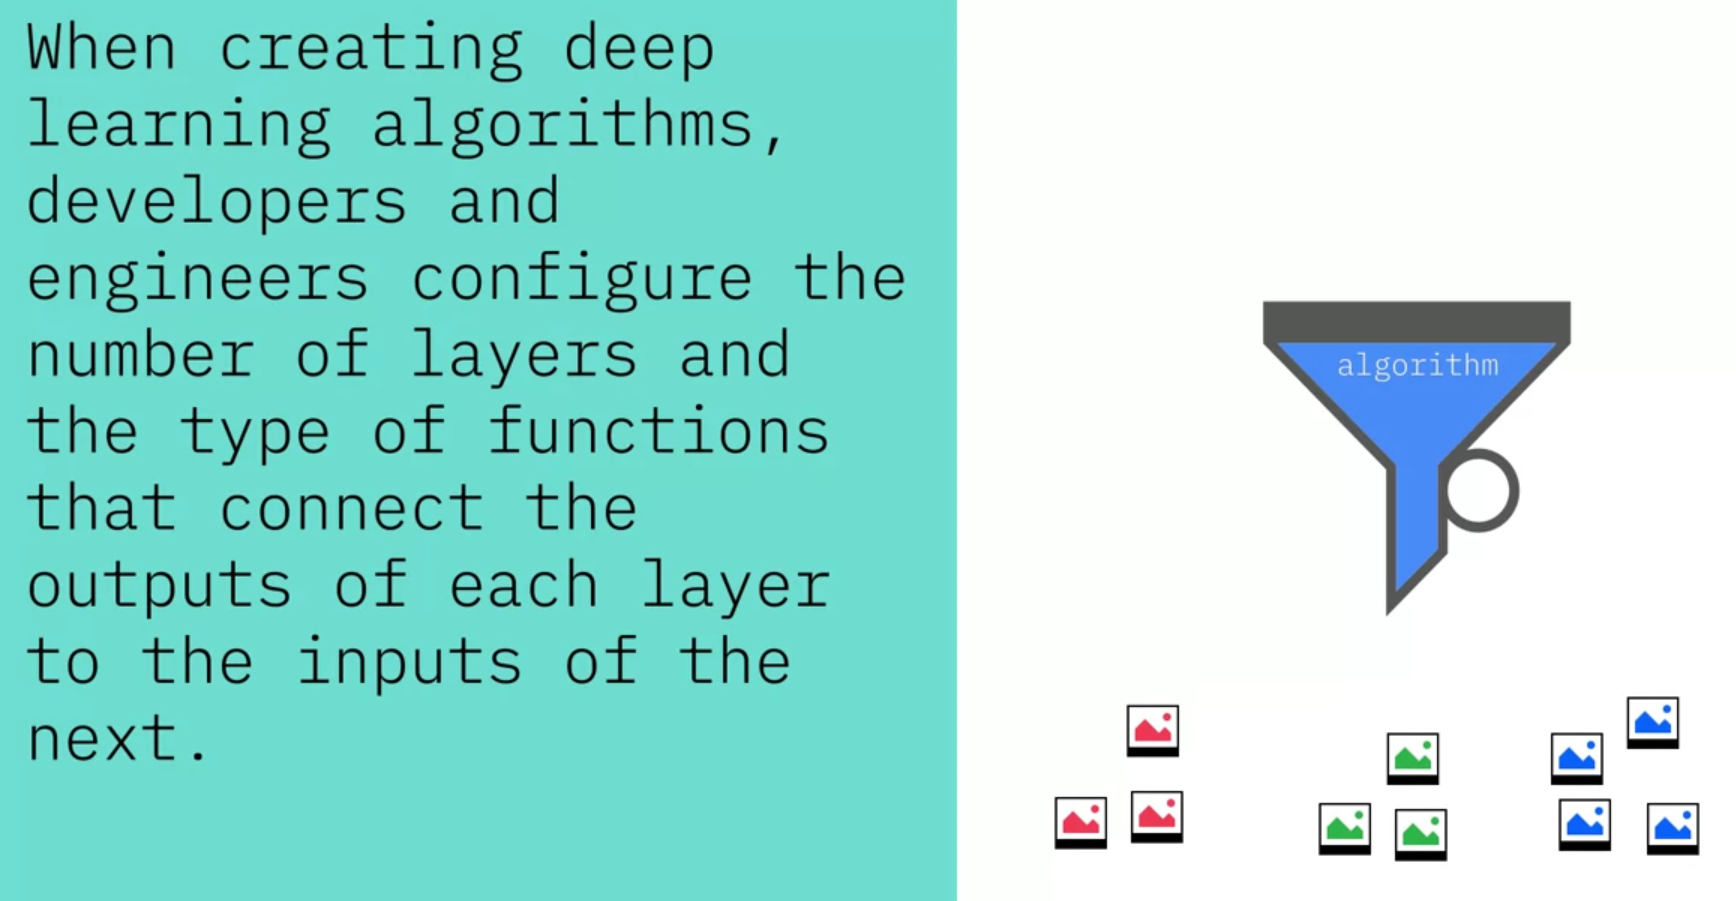 When creating deep
learning algorithms,
developers and
engineers configure the
number of layers and
the type of functions
that connect the
outputs of each layer
to the inputs of the
next.
algorithm